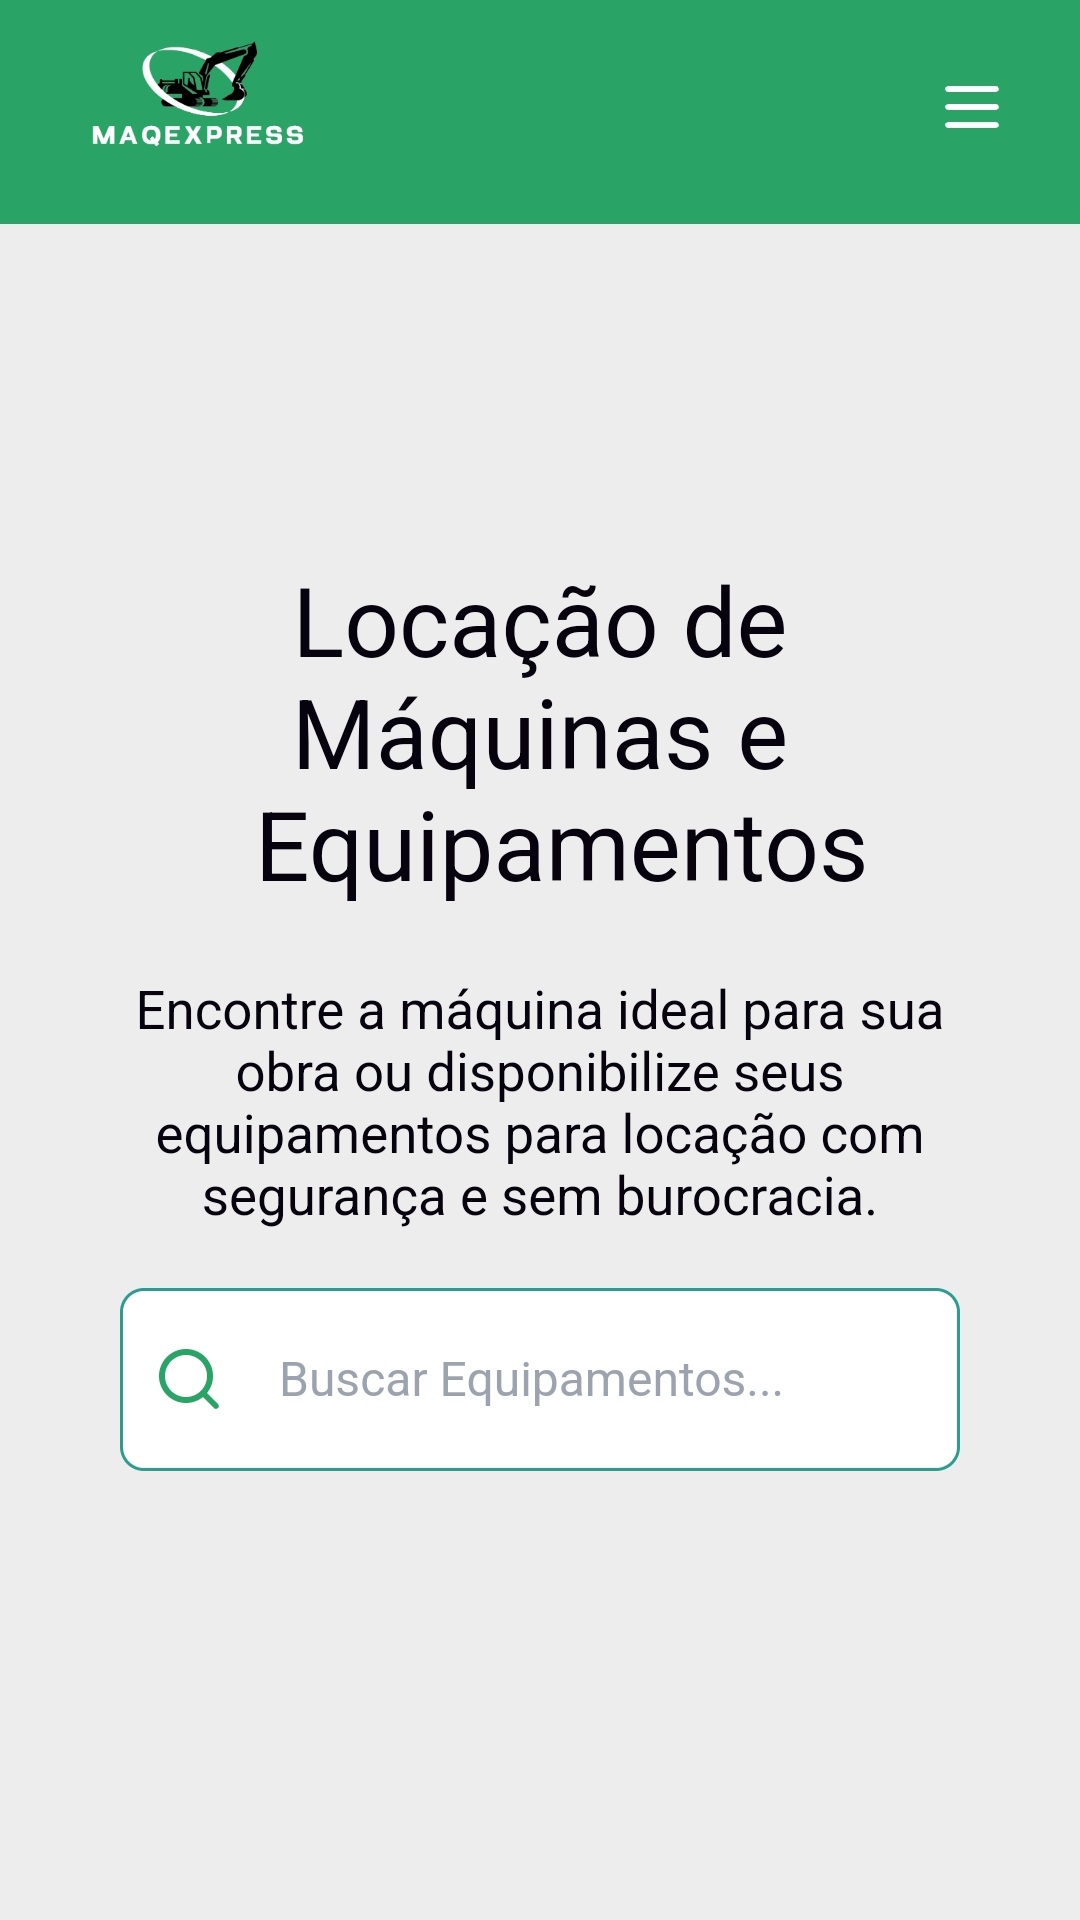 MAQEXPRESS
Locação de
Máquinas e
Equipamentos
Encontre a máquina ideal para sua
obra ou disponibilize seus
equipamentos para locação com
segurança e sem burocracia.
Buscar Equipamentos...